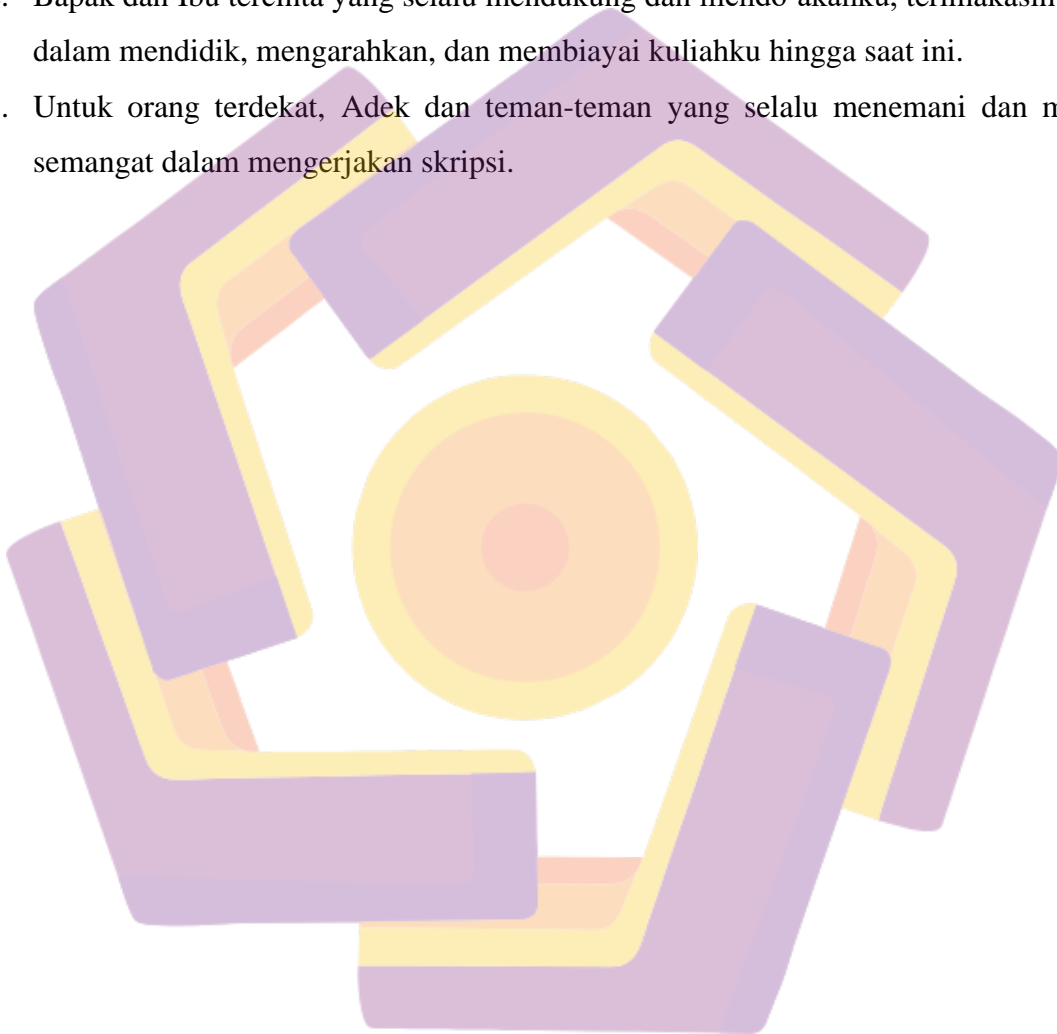 . Bapak dan Ibu tercinta yang selalu mendukung dan mendo'akanku, terimakasih
dalam mendidik, mengarahkan, dan membiayai kuliahku hingga saat ini.
. Untuk orang terdekat, Adek dan teman-teman yang selalu menemani dan
semangat dalam mengerjakan skripsi.